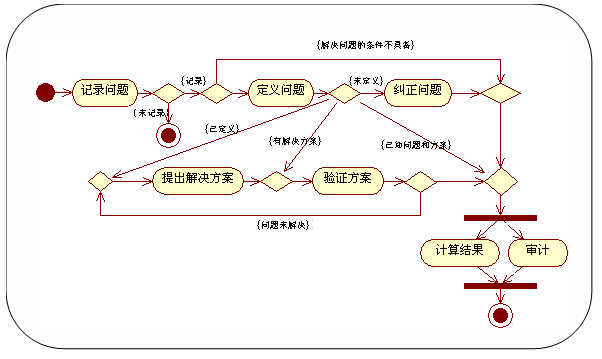 {解决问题的条件不具备}
{记录}
记录问题
定义问题
{未定义}
纠正问题
{未记录}
{已定义}
{有解决方案}
{已知问题和方案}
提出解决方案
验证方案
{问题未解决}
计算结果
审计